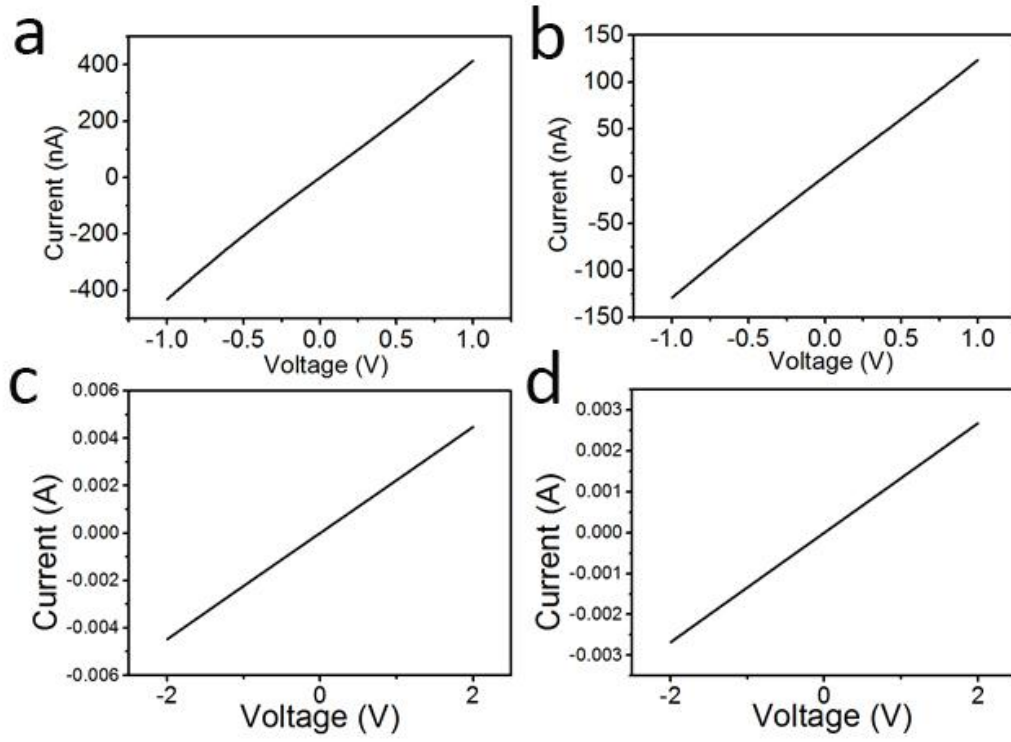 a
Current (nA)
400
200
0
-200
-400
-1.0 -0.5 0.0 0.5 1.0
Voltage (V)
b
Current (nA)
150
100
50
0
-50
-100
-150
-1.0 -0.5 0.0 0.5 1.0
Voltage (V)
c
Current (A)
0.006
0.004
0.002
0.000
-0.002
-0.004
-0.006
-2 0 2
Voltage (V)
d
Current (A)
0.003
0.002
0.001
0.000
-0.001
-0.002
-0.003
-2 0 2
Voltage (V)